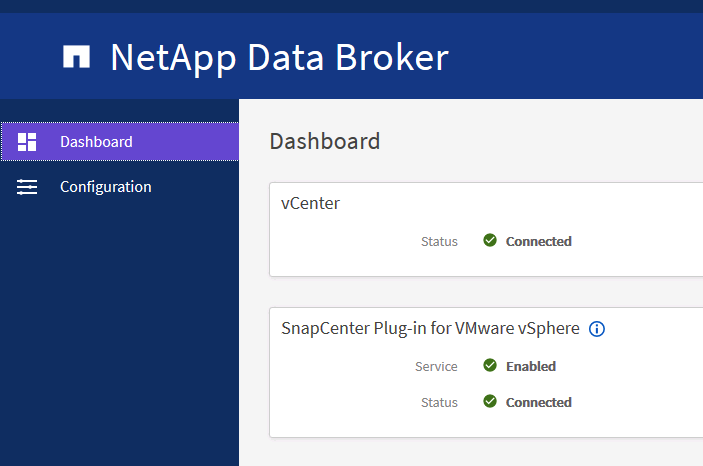 NetApp Data Broker
Dashboard
Configuration
Dashboard
vCenter
Status Connected
SnapCenter Plug-in for VMware vSphere
Service Enabled
Status Connected